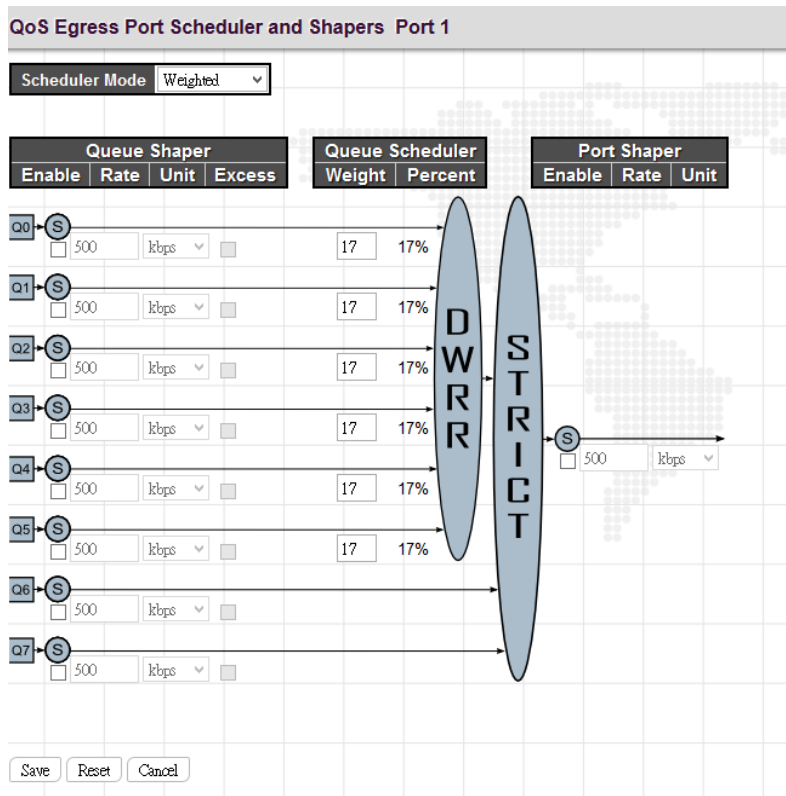 QoS Egress Port Scheduler and Shapers Port 1
Scheduler Mode Weighted
Queue Shaper Queue Scheduler Port Shaper
Enable Rate Unit Excess Weight Percent Enable Rate Unit
Q0 S
500 kbps 17 17%
Q1 S
500 kbps 17 17%
Q2 S
500 kbps 17 17%
Q3 S
500 kbps 17 17%
Q4 S
500 kbps 17 17%
Q5 S
500 kbps 17 17%
Q6 S
500 kbps
Q7 S
500 kbps
DWRR
STRICT
S
500 kbps
Save Reset Cancel